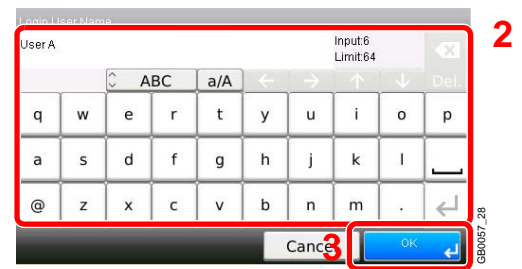 Login User Name
2
User A
Input:6
Limit:64
ABC a/A Del.
q w e r t y u i o p
a s d f g h j k l
@ z x c v b n m .
3 Cance OK
GB0057_28